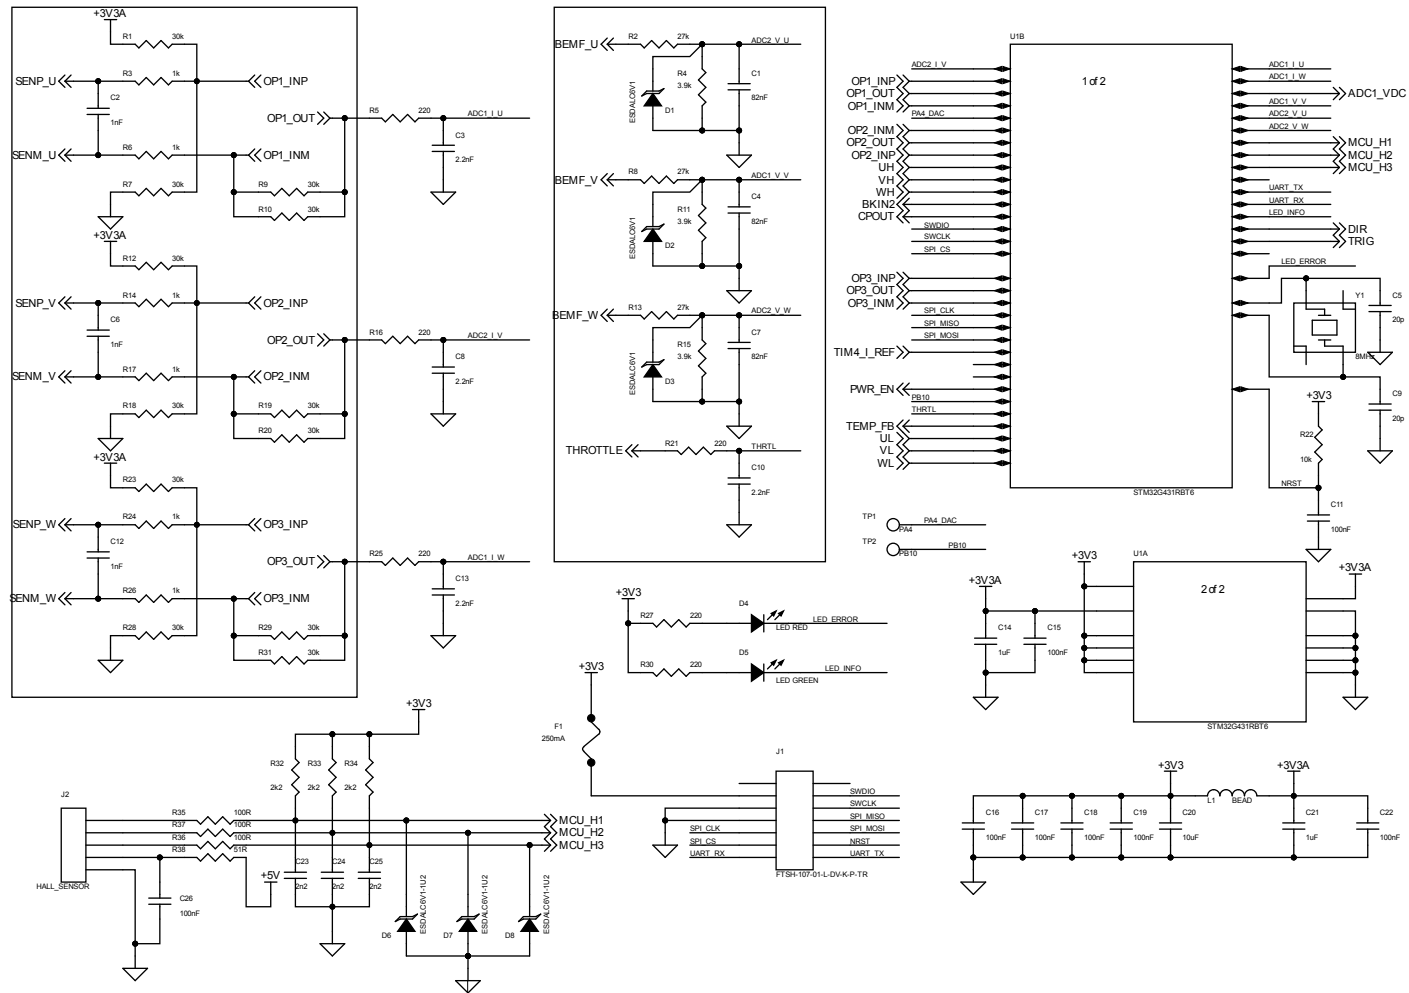 +3V3A
R1 30k
SENP_U R3 1k OP1_INP
C2
1nF
OP1_OUT R5 220 ADC1_I_U
C3
2.2nF
SENM_U R6 1k OP1_INM
R7 30k R9 30k
R10 30k
+3V3A
R12 30k
SENP_V R14 1k OP2_INP
C6
1nF
OP2_OUT R16 220 ADC2_I_V
C8
2.2nF
SENM_V R17 1k OP2_INM
R18 30k R19 30k
R20 30k
+3V3A
R23 30k
SENP_W R24 1k OP3_INP
C12
1nF
OP3_OUT R25 220 ADC1_I_W
C13
2.2nF
SENM_W R26 1k OP3_INM
R28 30k R29 30k
R31 30k
BEMF_U R2 27k ADC2_V_U
R4
3.9k
C1
82nF
ESDALC6V1
D1
BEMF_V R8 27k ADC1_V_V
R11
3.9k
C4
82nF
ESDALC6V1
D2
BEMF_W R13 27k ADC2_V_W
R15
3.9k
C7
82nF
ESDALC6V1
D3
THROTTLE R21 220 THRTL
C10
2.2nF
U1B
1 of 2
ADC2_I_V
OP1_INP
OP1_OUT
OP1_INM
PA4_DAC
OP2_INM
OP2_OUT
OP2_INP
UH
VH
WH
BKIN2
CPOUT
SWDIO
SWCLK
SPI_CS
OP3_INP
OP3_OUT
OP3_INM
SPI_CLK
SPI_MISO
SPI_MOSI
TIM4_I_REF
PWR_EN
PB10
THRTL
TEMP_FB
UL
VL
WL
ADC1_I_U
ADC1_I_W
ADC1_VDC
ADC1_V_V
ADC2_V_U
ADC2_V_W
MCU_H1
MCU_H2
MCU_H3
UART_TX
UART_RX
LED_INFO
DIR
TRIG
LED_ERROR
Y1
8MHz
C5
20p
C9
20p
+3V3
R22
10k
NRST
C11
100nF
STM32G431RBT6
TP1 PA4 PA4_DAC
TP2 PB10 PB10
+3V3
U1A
2 of 2
+3V3A
+3V3A
C14
1uF
C15
100nF
STM32G431RBT6
+3V3
R27 220 D4 LED RED LED_ERROR
R30 220 D5 LED GREEN LED_INFO
+3V3
F1
250mA
J1
SWDIO
SWCLK
SPI_MISO
SPI_CLK SPI_MOSI
SPI_CS NRST
UART_RX UART_TX
FTSH-107-01-L-DV-K-P-TR
+3V3 +3V3A
L1 BEAD
C16
100nF
C17
100nF
C18
100nF
C19
100nF
C20
10uF
C21
1uF
C22
100nF
+3V3
R32
2k2
R33
2k2
R34
2k2
J2
R35 100R MCU_H1
R37 100R MCU_H2
R36 100R MCU_H3
R38 51R
HALL_SENSOR
+5V
C23
2n2
C24
2n2
C25
2n2
C26
100nF
D6 ESDALC6V1-1U2
D7 ESDALC6V1-1U2
D8 ESDALC6V1-1U2